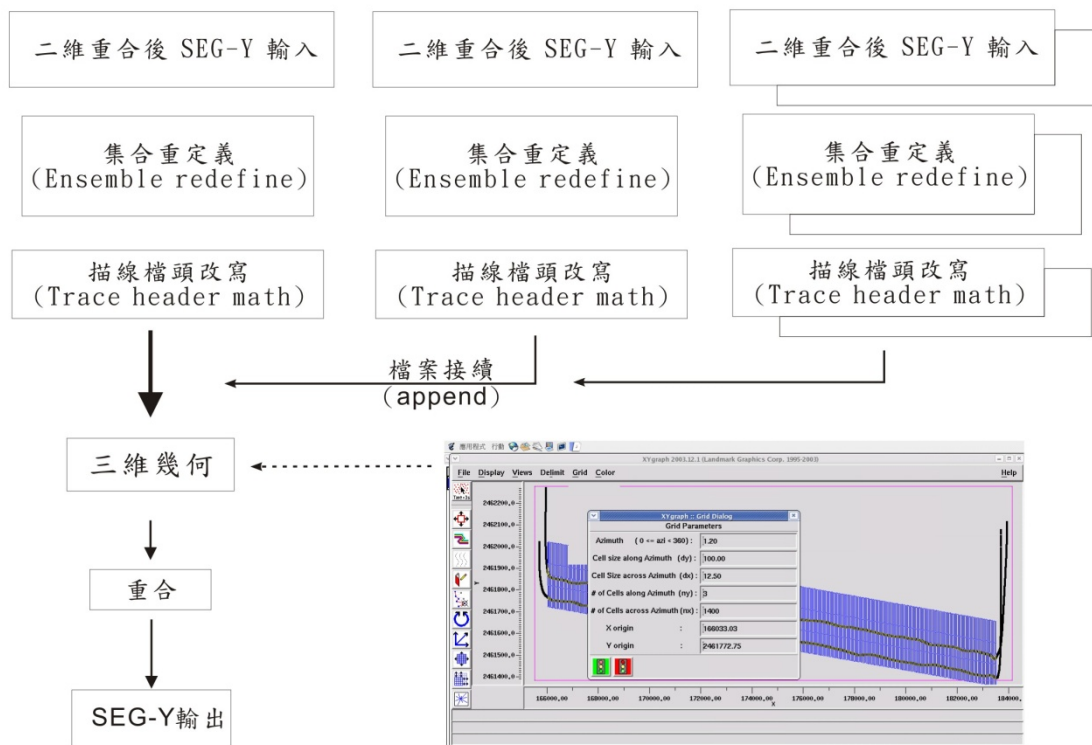 二維重合後 SEG-Y 輸入
二維重合後 SEG-Y 輸入
二維重合後 SEG-Y 輸入
集合重定義
(Ensemble redefine)
集合重定義
(Ensemble redefine)
集合重定義
(Ensemble redefine)
描線檔頭改寫
(Trace header math)
描線檔頭改寫
(Trace header math)
描線檔頭改寫
(Trace header math)
檔案接續
(append)
三維幾何
重合
SEG-Y輸出
應用程式 行動
XYgraph 2003.12.1 (Landmark Graphics Corp. 1995-2003)
File Display Views Delimit Grid Color Help
2462200.0
2462100.0
2462000.0
2461900.0
2461800.0
2461700.0
2461600.0
2461500.0
2461400.0
XYgraph :: Grid Dialog
Grid Parameters
Azimuth ( 0 <= azi < 360) : 1.20
Cell size along Azimuth (dy) : 100.00
Cell Size across Azimuth (dx) : 12.50
# of Cells along Azimuth (ny) : 3
# of Cells across Azimuth (nx) : 1400
X origin : 166033.03
Y origin : 2461772.75
166000.00 168000.00 170000.00 172000.00 174000.00 176000.00 178000.00 180000.00 182000.00 184000.00
X